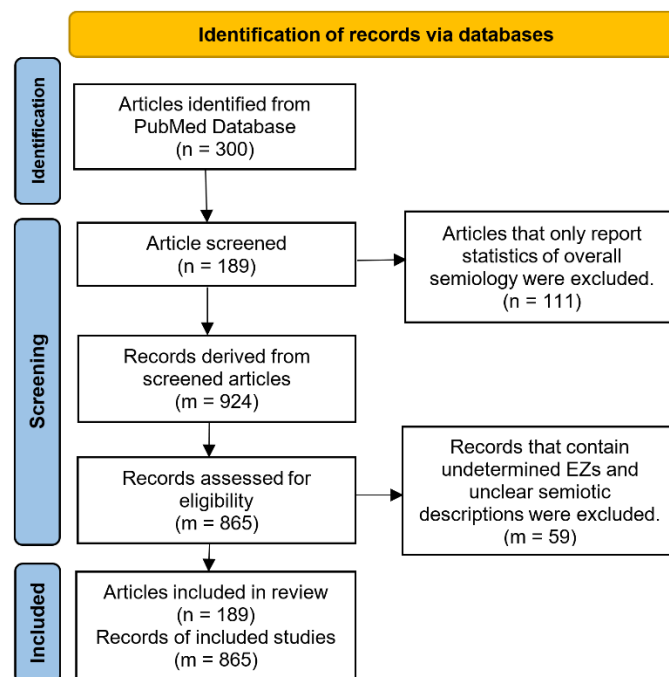 Identification of records via databases
Identification
Articles identified from
PubMed Database
(n = 300)
Screening
Article screened
(n = 189)
Articles that only report
statistics of overall
semiology were excluded.
(n = 111)
Records derived from
screened articles
(m = 924)
Records assessed for
eligibility
(m = 865)
Records that contain
undetermined EZs and
unclear semiotic
descriptions were excluded.
(m = 59)
Included
Articles included in review
(n = 189)
Records of included studies
(m = 865)